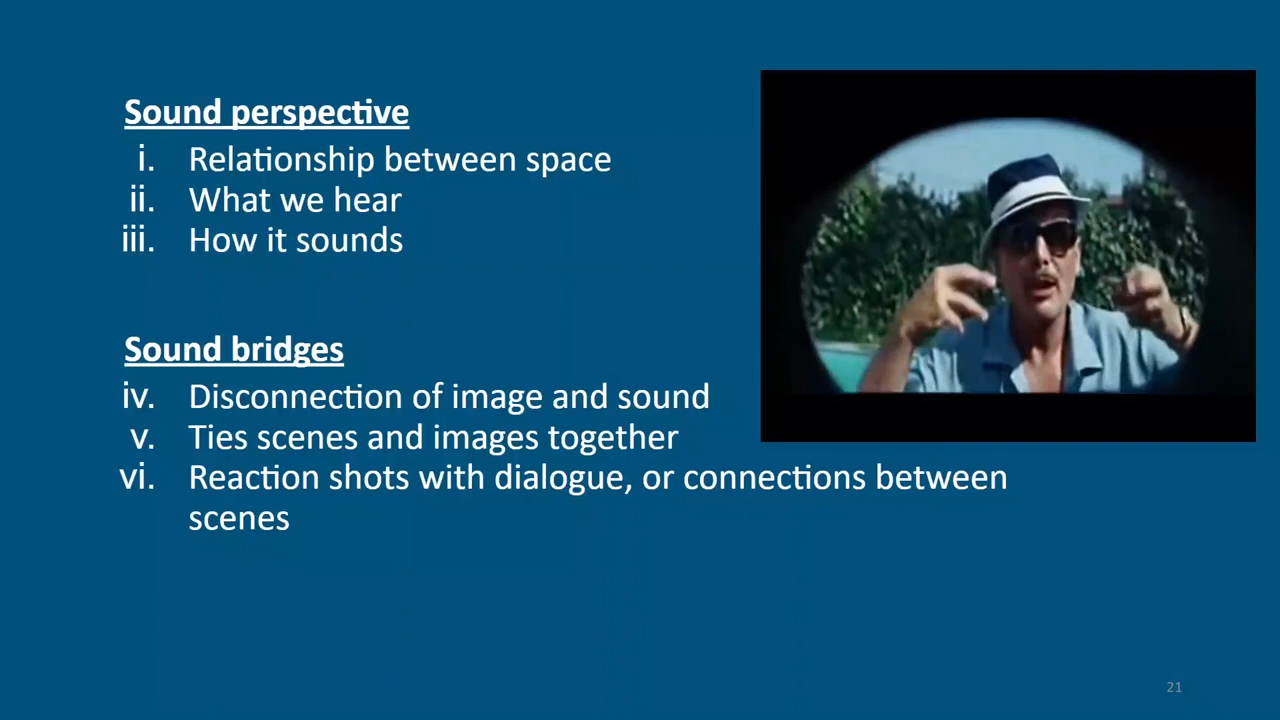 Sound perspective
i. Relationship between space
ii. What we hear
iii. How it sounds
Sound bridges
iv. Disconnection of image and sound
v. Ties scenes and images together
vi. Reaction shots with dialogue, or connections between
scenes
21